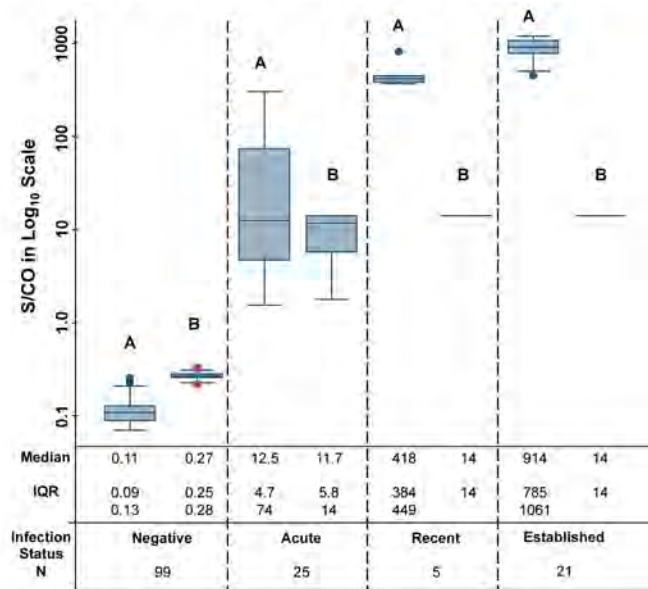 S/CO in Log10 Scale
1000
100
10
1.0
0.1
A
B
A
B
A
B
A
B
Median 0.11 0.27 12.5 11.7 418 14 914 14
IQR 0.09 0.25 4.7 5.8 384 14 785 14
0.13 0.28 74 14 449 1061
Infection Negative Acute Recent Established
Status
N 99 25 5 21